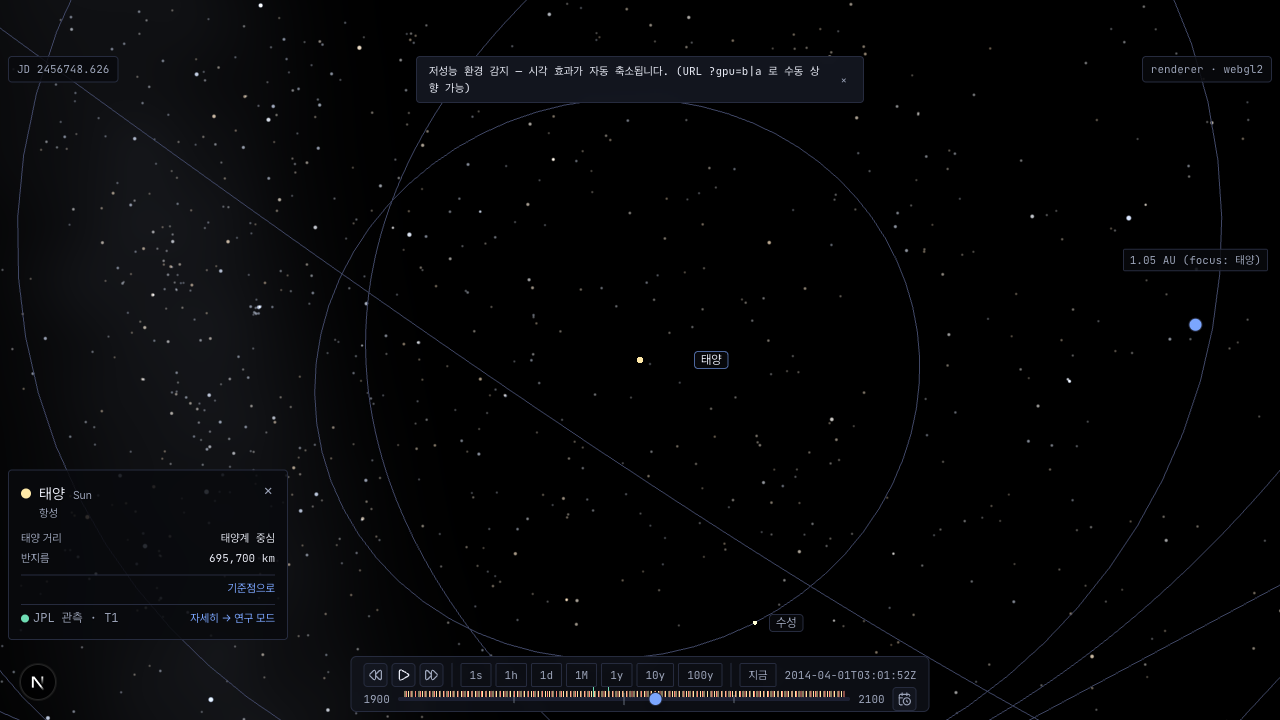 JD 2456748.626
저성능 환경 감지 — 시각 효과가 자동 축소됩니다. (URL ?gpu=b|a 로 수동 상
향 가능)
×
renderer · webgl2
1.05 AU (focus: 태양)
태양
태양 Sun
×
항성
태양 거리 태양계 중심
반지름 695,700 km
기준점으로
JPL 관측 · T1 자세히 → 연구 모드
수성
N
1s 1h 1d 1M 1y 10y 100y 지금 2014-04-01T03:01:52Z
1900 2100